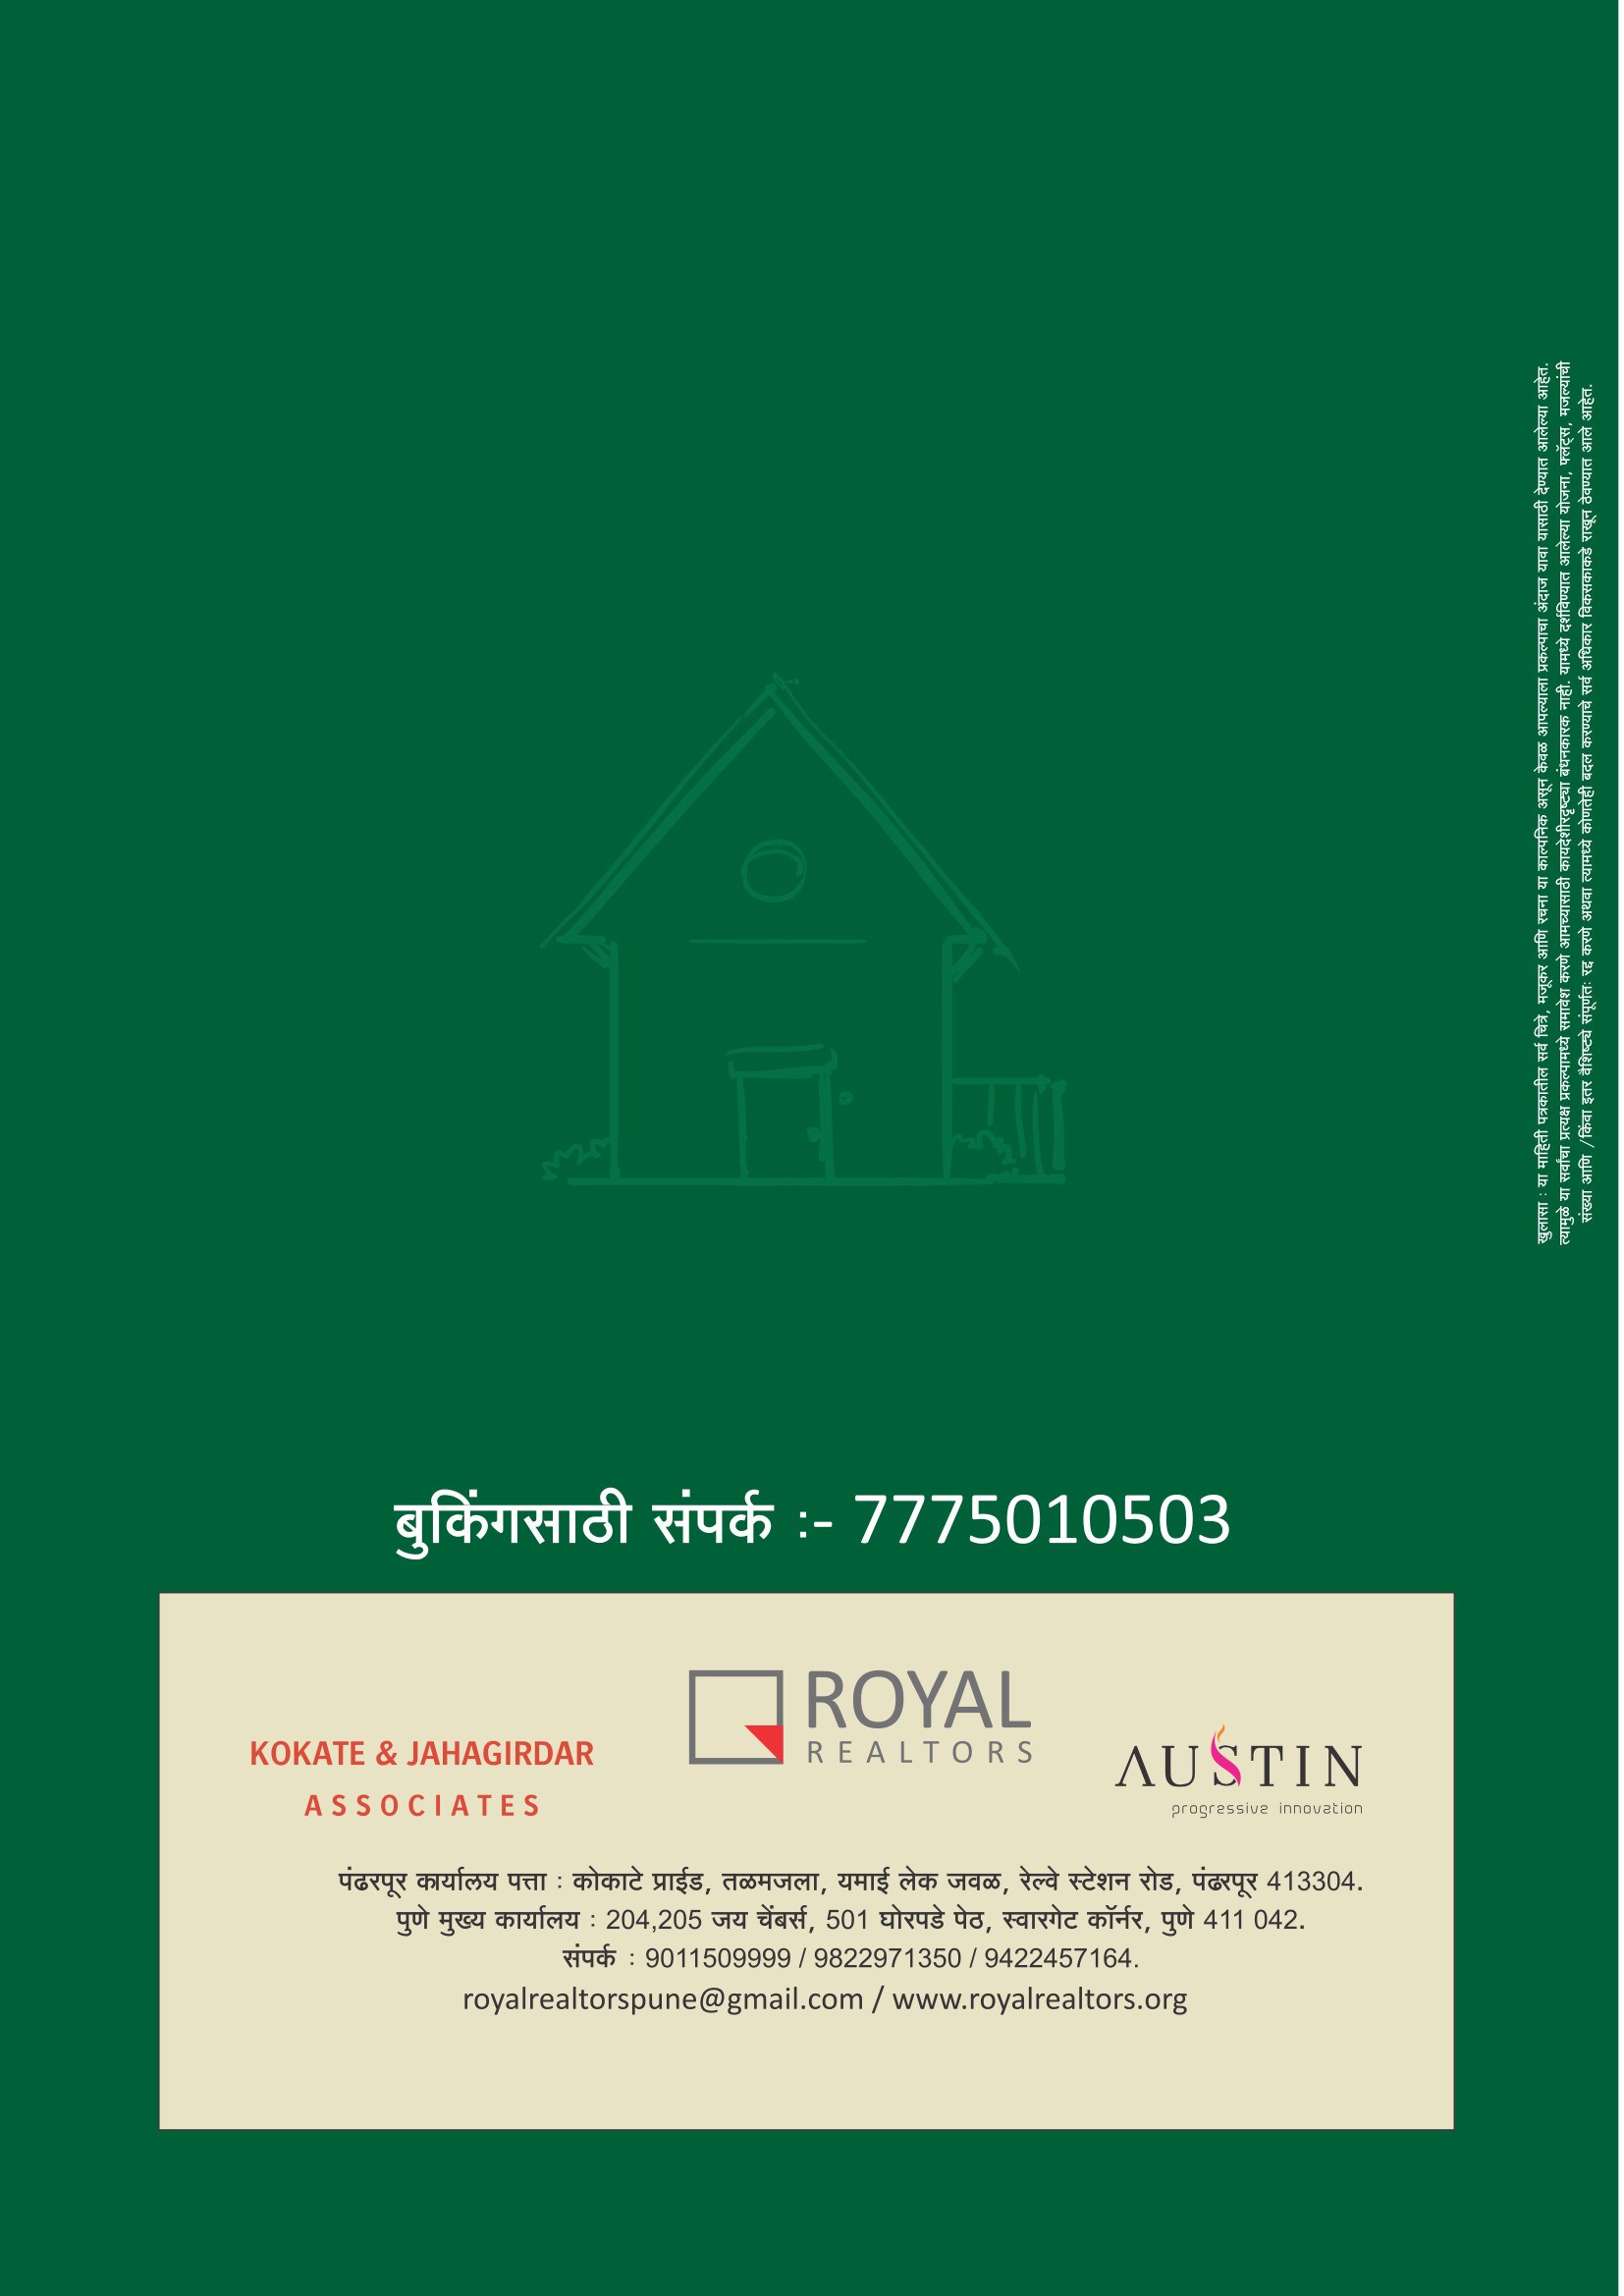 खुलासा : या माहिती पत्रकातील सर्व चित्रे, मजूकर आणि रचना या काल्पनिक असून केवळ आपल्याला प्रकल्पाचा अंदाज यावा यासाठी देण्यात आलेल्या आहेत.
त्यामुळे या सर्वांचा प्रत्यक्ष प्रकल्पामध्ये समावेश करणे आमच्यासाठी कायदेशीरदृष्ट्या बंधनकारक नाही. यामध्ये दर्शविण्यात आलेल्या योजना, फ्लॅट्स, मजल्यांची
संख्या आणि /किंवा इतर वैशिष्ट्ये संपूर्णतः रद्द करणे अथवा त्यामध्ये कोणतेही बदल करण्याचे सर्व अधिकार विकसकाकडे राखून ठेवण्यात आले आहेत.
बुकिंगसाठी संपर्क :- 7775010503
KOKATE & JAHAGIRDAR
ASSOCIATES
ROYAL
REALTORS
AUSTIN
progressive innovation
पंढरपूर कार्यालय पत्ता : कोकाटे प्राईड, तळमजला, यमाई लेक जवळ, रेल्वे स्टेशन रोड, पंढरपूर 413304.
पुणे मुख्य कार्यालय : 204,205 जय चेंबर्स, 501 घोरपडे पेठ, स्वारगेट कॉर्नर, पुणे 411 042.
संपर्क : 9011509999 / 9822971350 / 9422457164.
royalrealtorspune@gmail.com / www.royalrealtors.org